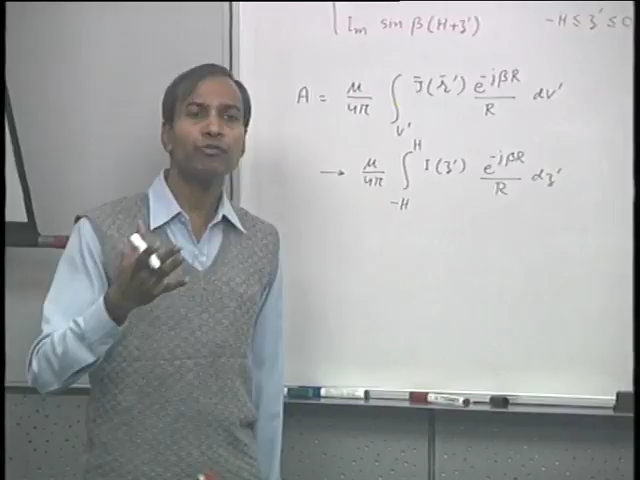 I_m sin β(H+z') -H ≤ z' ≤ 0
A = μ/4π ∫_{V'} J̄(r̄') e^{-jβR}/R dv'
→ μ/4π ∫_{-H}^{H} I(z') e^{-jβR}/R dz'